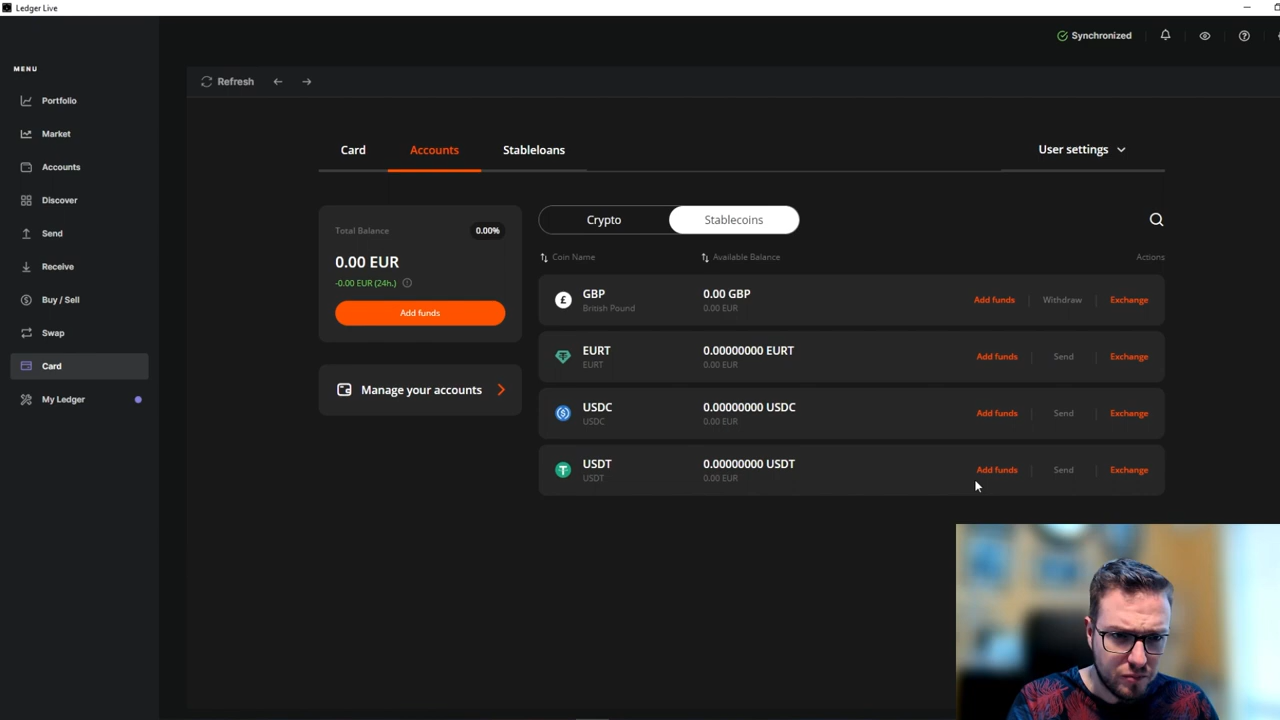 Ledger Live
Synchronized
MENU
Portfolio
Market
Accounts
Discover
Send
Receive
Buy / Sell
Swap
Card
My Ledger
Refresh
Card Accounts Stableloans User settings
Total Balance 0.00%
0.00 EUR
-0.00 EUR (24h.)
Add funds
Manage your accounts
Crypto Stablecoins
Coin Name Available Balance Actions
GBP 0.00 GBP Add funds Withdraw Exchange
British Pound 0.00 EUR
EURT 0.00000000 EURT Add funds Send Exchange
EURT 0.00 EUR
USDC 0.00000000 USDC Add funds Send Exchange
USDC 0.00 EUR
USDT 0.00000000 USDT Add funds Send Exchange
USDT 0.00 EUR